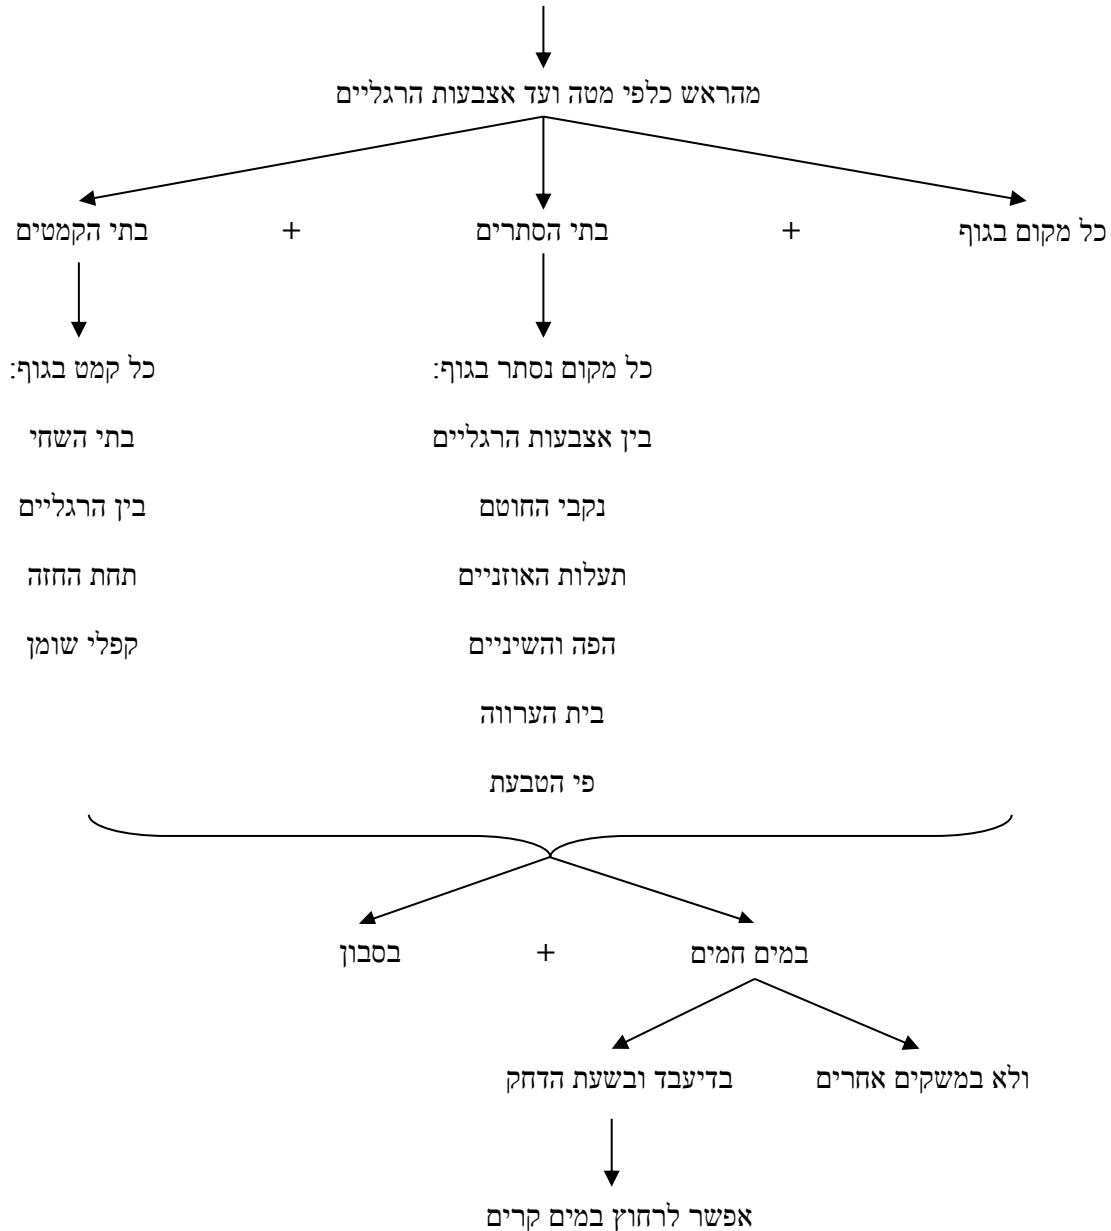 מהראש כלפי מטה ועד אצבעות הרגליים
כל מקום בגוף + בתי הסתרים + בתי הקמטים
כל מקום נסתר בגוף: כל קמט בגוף:
בין אצבעות הרגליים בתי השחי
נקבי החוטם בין הרגליים
תעלות האוזניים תחת החזה
הפה והשיניים קפלי שומן
בית הערווה
פי הטבעת
במים חמים + בסבון
ולא במשקים אחרים בדיעבד ובשעת הדחק
אפשר לרחוץ במים קרים